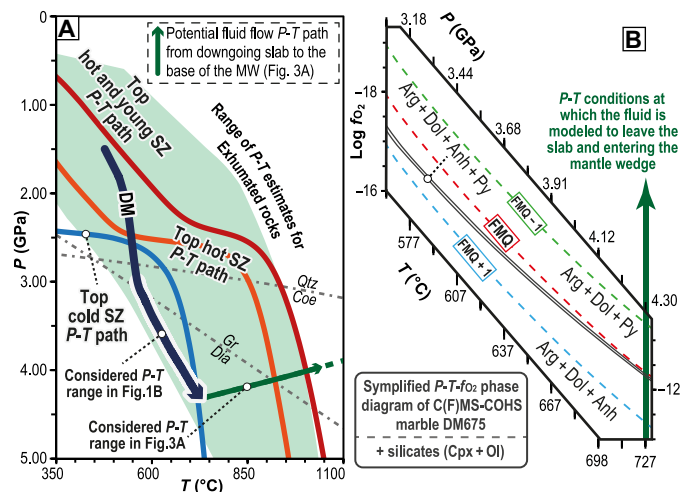 A
Potential fluid flow P-T path
from downgoing slab to
the base of the MW (Fig. 3A)
0
1.00
2.00
3.00
4.00
5.00
P (GPa)
350
600
850
1100
T (°C)
Top
hot and young SZ
P-T path
Range of P-T estimates for
Exhumated rocks
DM
Top hot SZ
P-T path
Qtz
Coe
Top
cold SZ
P-T path
Gr
Dia
Considered P-T
range in Fig.1B
Considered P-T
range in Fig.3A
B
P (GPa)
3.18
3.44
3.68
3.91
4.12
4.30
Log fO2
-18
-16
-12
P-T conditions at
which the fluid is
modeled to leave the
slab and entering the
mantle wedge
Arg + Dol + Anh + Py
FMQ - 1
FMQ
FMQ + 1
Arg + Dol + Py
Arg + Dol + Anh
T (°C)
577
607
637
667
698
727
Symplified P-T-fO2 phase
diagram of C(F)MS-COHS
marble DM675
+ silicates (Cpx + Ol)